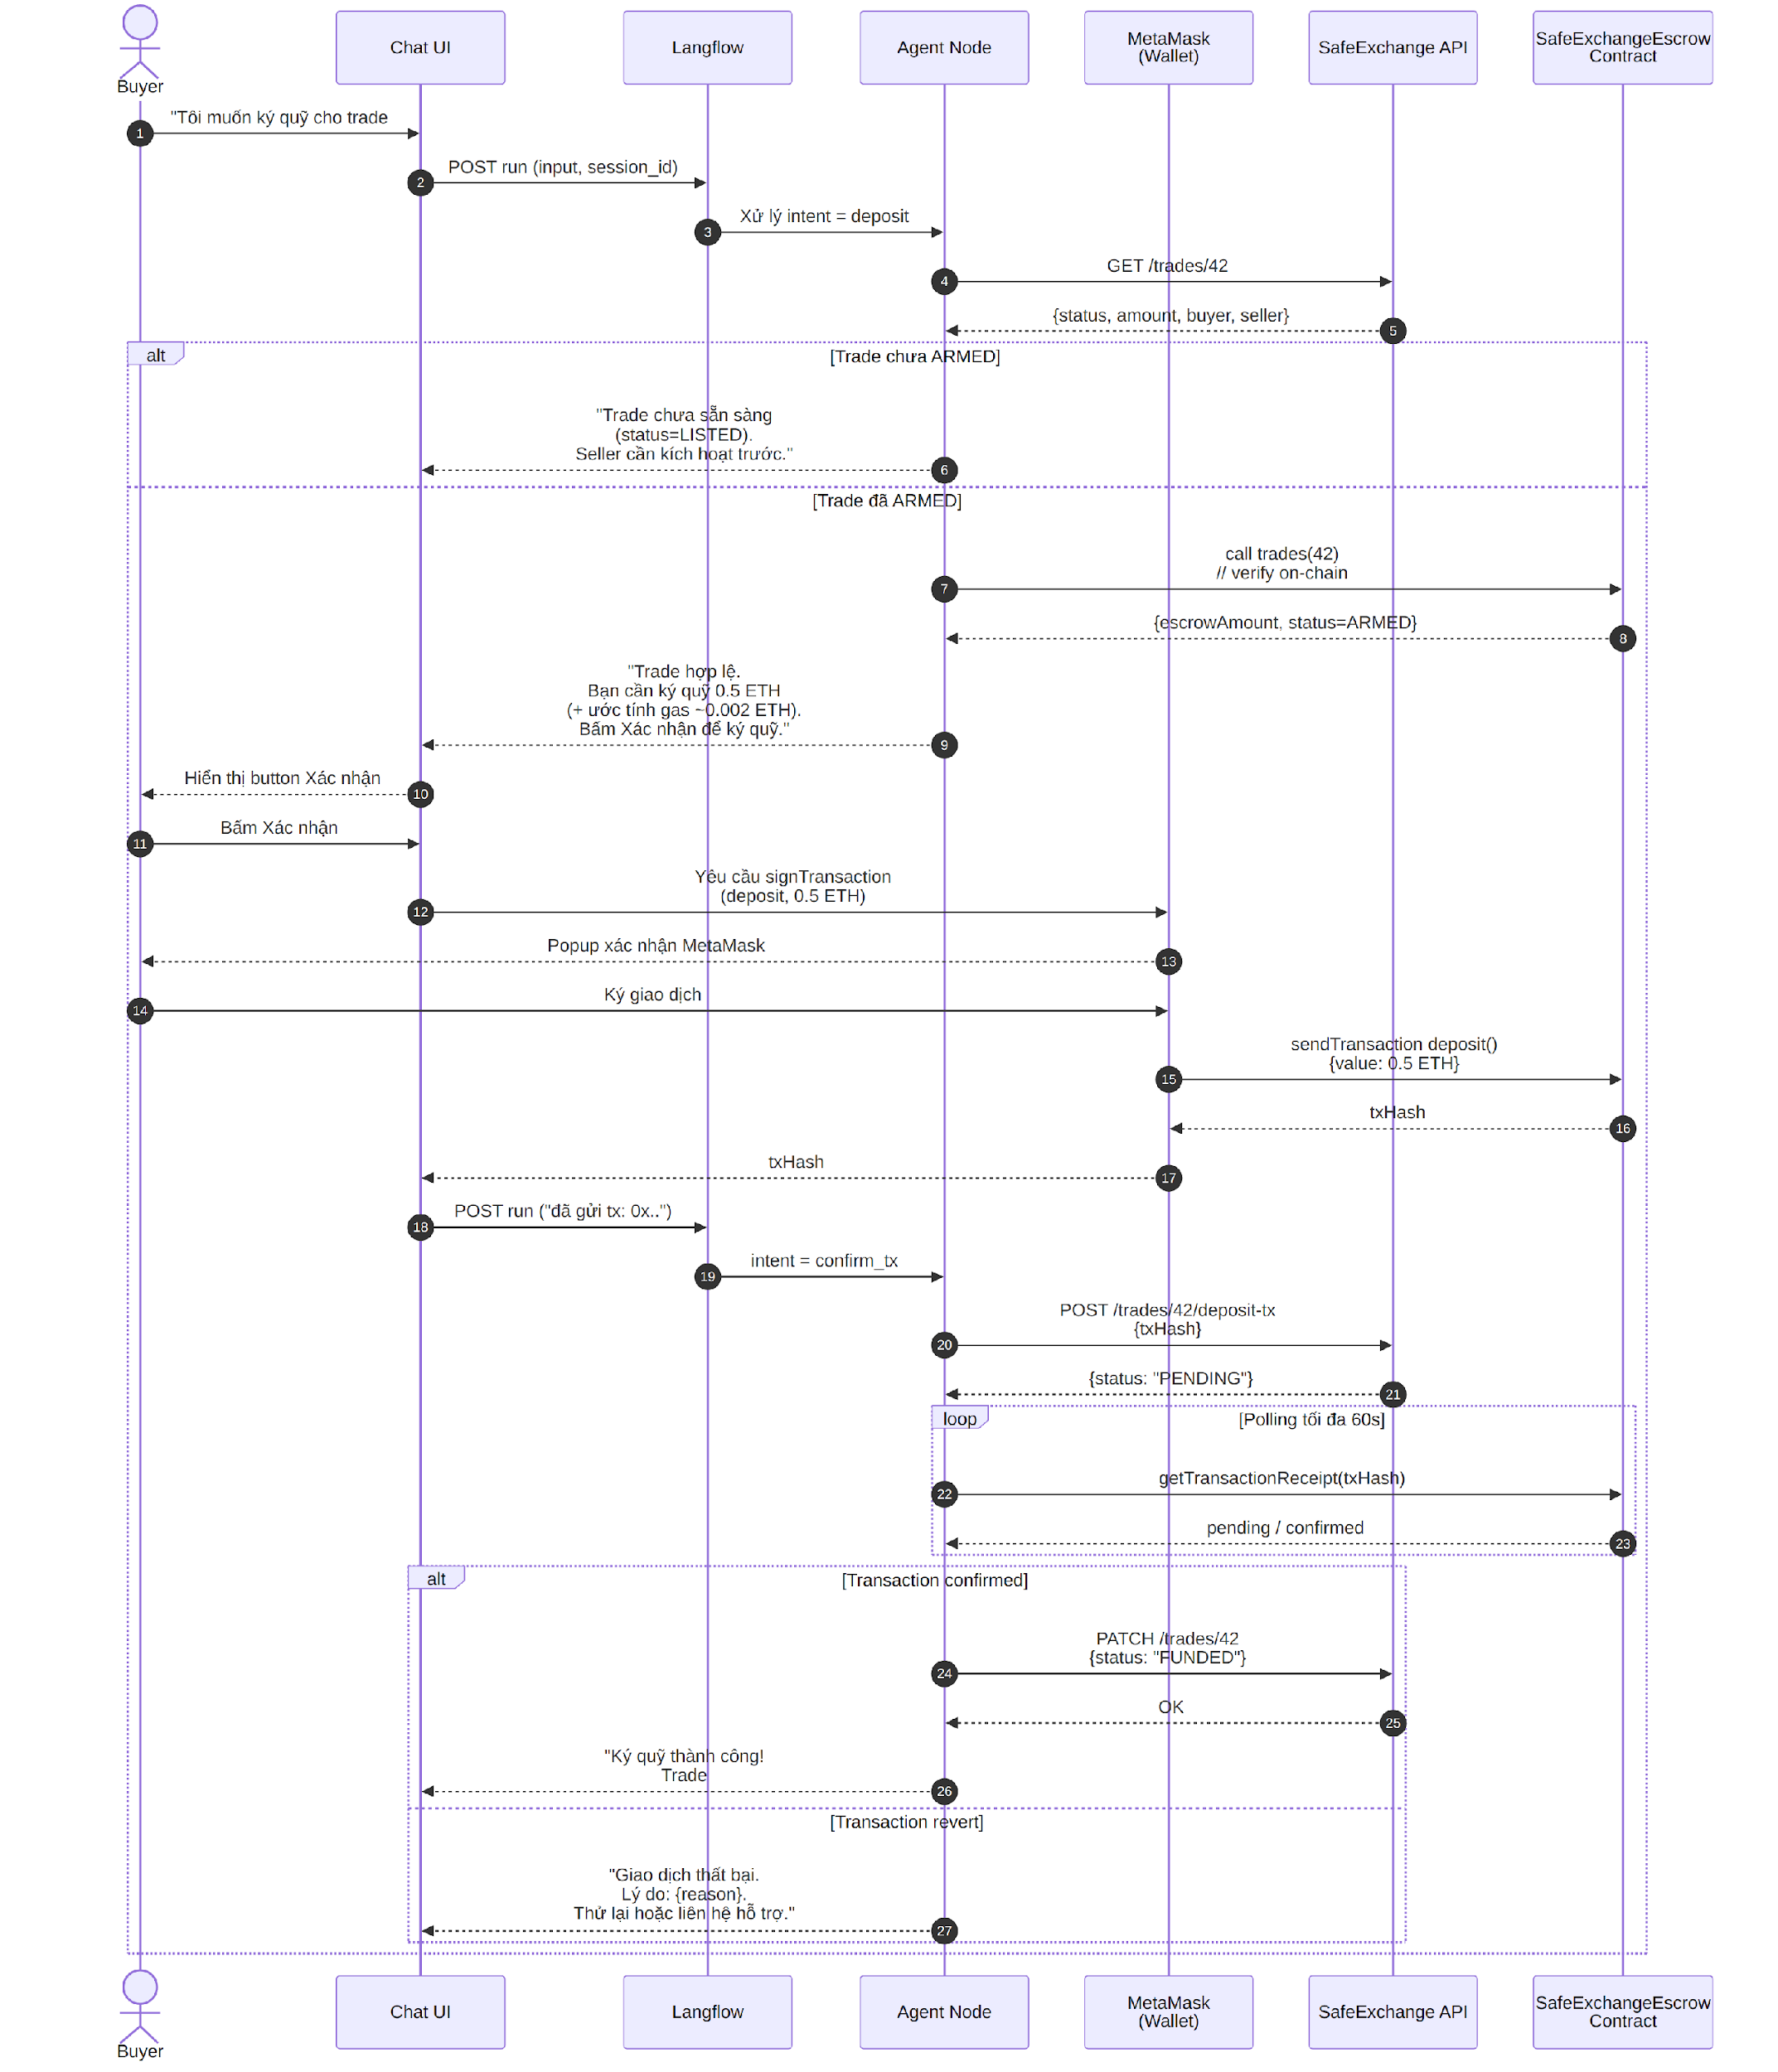 Buyer
Chat UI
Langflow
Agent Node
MetaMask
(Wallet)
SafeExchange API
SafeExchangeEscrow
Contract
1
"Tôi muốn ký quỹ cho trade
2
POST run (input, session_id)
3
Xử lý intent = deposit
4
GET /trades/42
{status, amount, buyer, seller}
5
alt
[Trade chưa ARMED]
"Trade chưa sẵn sàng
(status=LISTED).
Seller cần kích hoạt trước."
6
[Trade đã ARMED]
call trades(42)
// verify on-chain
7
{escrowAmount, status=ARMED}
8
"Trade hợp lệ.
Bạn cần ký quỹ 0.5 ETH
(+ ước tính gas ~0.002 ETH).
Bấm Xác nhận để ký quỹ."
9
Hiển thị button Xác nhận
10
11
Bấm Xác nhận
Yêu cầu signTransaction
(deposit, 0.5 ETH)
12
Popup xác nhận MetaMask
13
14
Ký giao dịch
sendTransaction deposit()
{value: 0.5 ETH}
15
txHash
16
txHash
17
18
POST run ("đã gửi tx: 0x..")
19
intent = confirm_tx
POST /trades/42/deposit-tx
{txHash}
20
{status: "PENDING"}
21
loop
[Polling tối đa 60s]
getTransactionReceipt(txHash)
22
pending / confirmed
23
alt
[Transaction confirmed]
PATCH /trades/42
{status: "FUNDED"}
24
OK
25
"Ký quỹ thành công!
Trade
26
[Transaction revert]
"Giao dịch thất bại.
Lý do: {reason}.
Thử lại hoặc liên hệ hỗ trợ."
27
Buyer
Chat UI
Langflow
Agent Node
MetaMask
(Wallet)
SafeExchange API
SafeExchangeEscrow
Contract